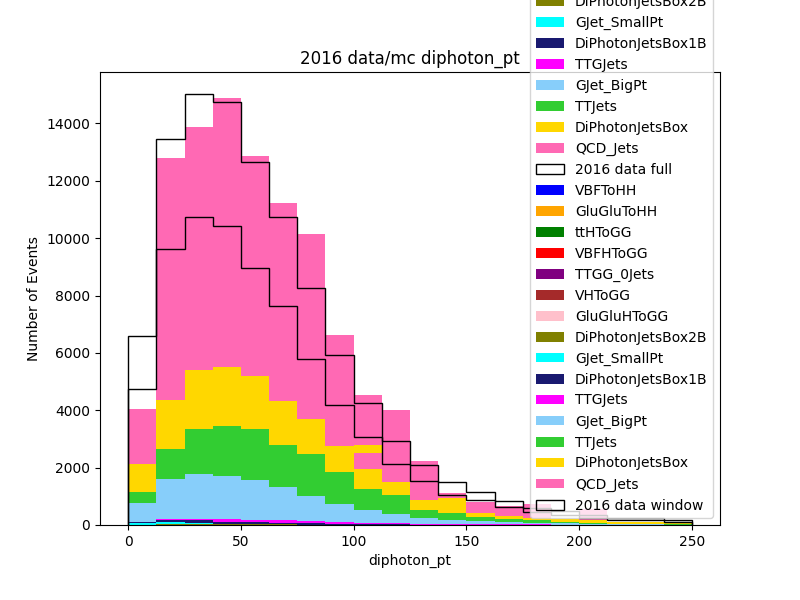 DiPhotonJetsBox2B
GJet_SmallPt
DiPhotonJetsBox1B
2016 data/mc diphoton_pt
TTGJets
GJet_BigPt
TTJets
DiPhotonJetsBox
QCD_Jets
2016 data full
VBFToHH
GluGluToHH
ttHToGG
VBFHToGG
TTGG_0Jets
VHToGG
GluGluHToGG
DiPhotonJetsBox2B
GJet_SmallPt
DiPhotonJetsBox1B
TTGJets
GJet_BigPt
TTJets
DiPhotonJetsBox
QCD_Jets
2016 data window
Number of Events
14000
12000
10000
8000
6000
4000
2000
0
0 50 100 150 200 250
diphoton_pt